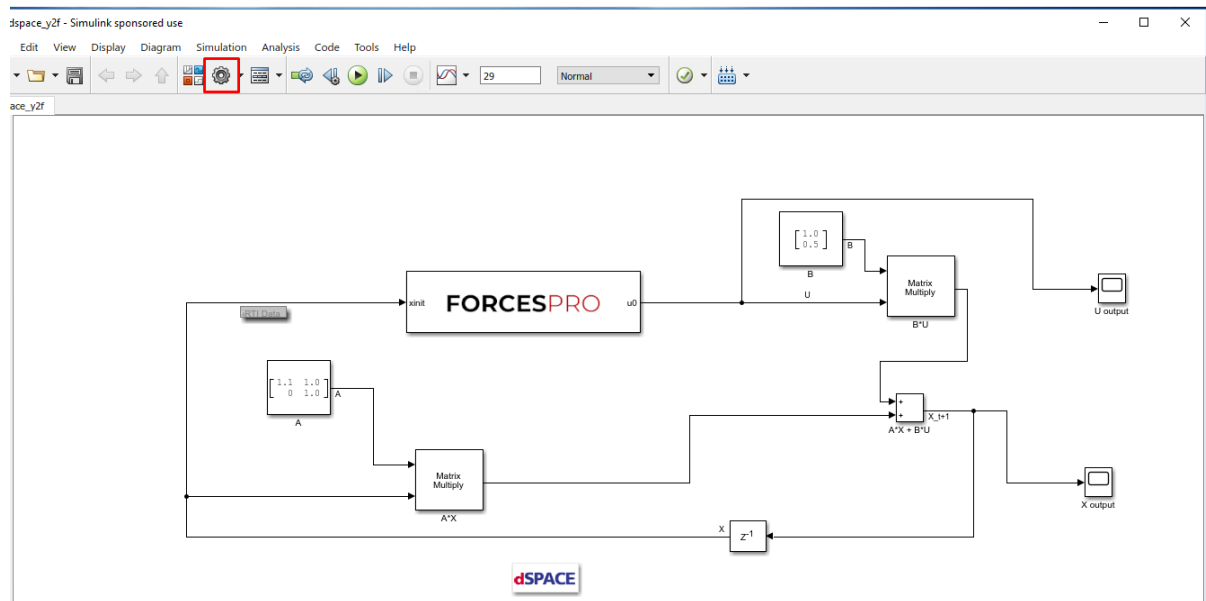 dspace_y2f - Simulink sponsored use
Edit View Display Diagram Simulation Analysis Code Tools Help
29
Normal
ace_y2f
1.0
0.5
B
B
Matrix
Multiply
B*U
U
xinit
FORCESPRO
u0
RTI Data
U output
1.1 1.0
0 1.0
A
A
+
+
X_t+1
A*X + B*U
Matrix
Multiply
A*X
X output
X
z-1
dSPACE